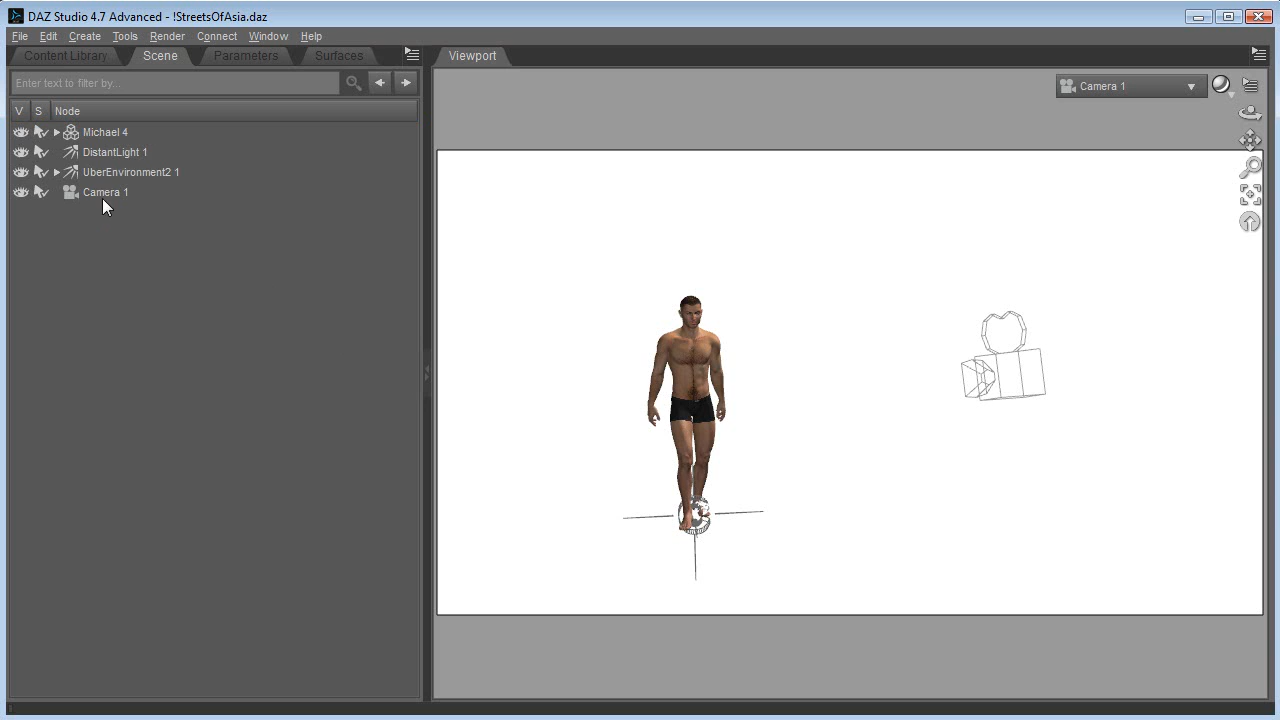 DAZ Studio 4.7 Advanced - !StreetsOfAsia.daz
File Edit Create Tools Render Connect Window Help
Content Library Scene Parameters Surfaces Viewport
Enter text to filter by...
Camera 1
V S Node
Michael 4
DistantLight 1
UberEnvironment2 1
Camera 1